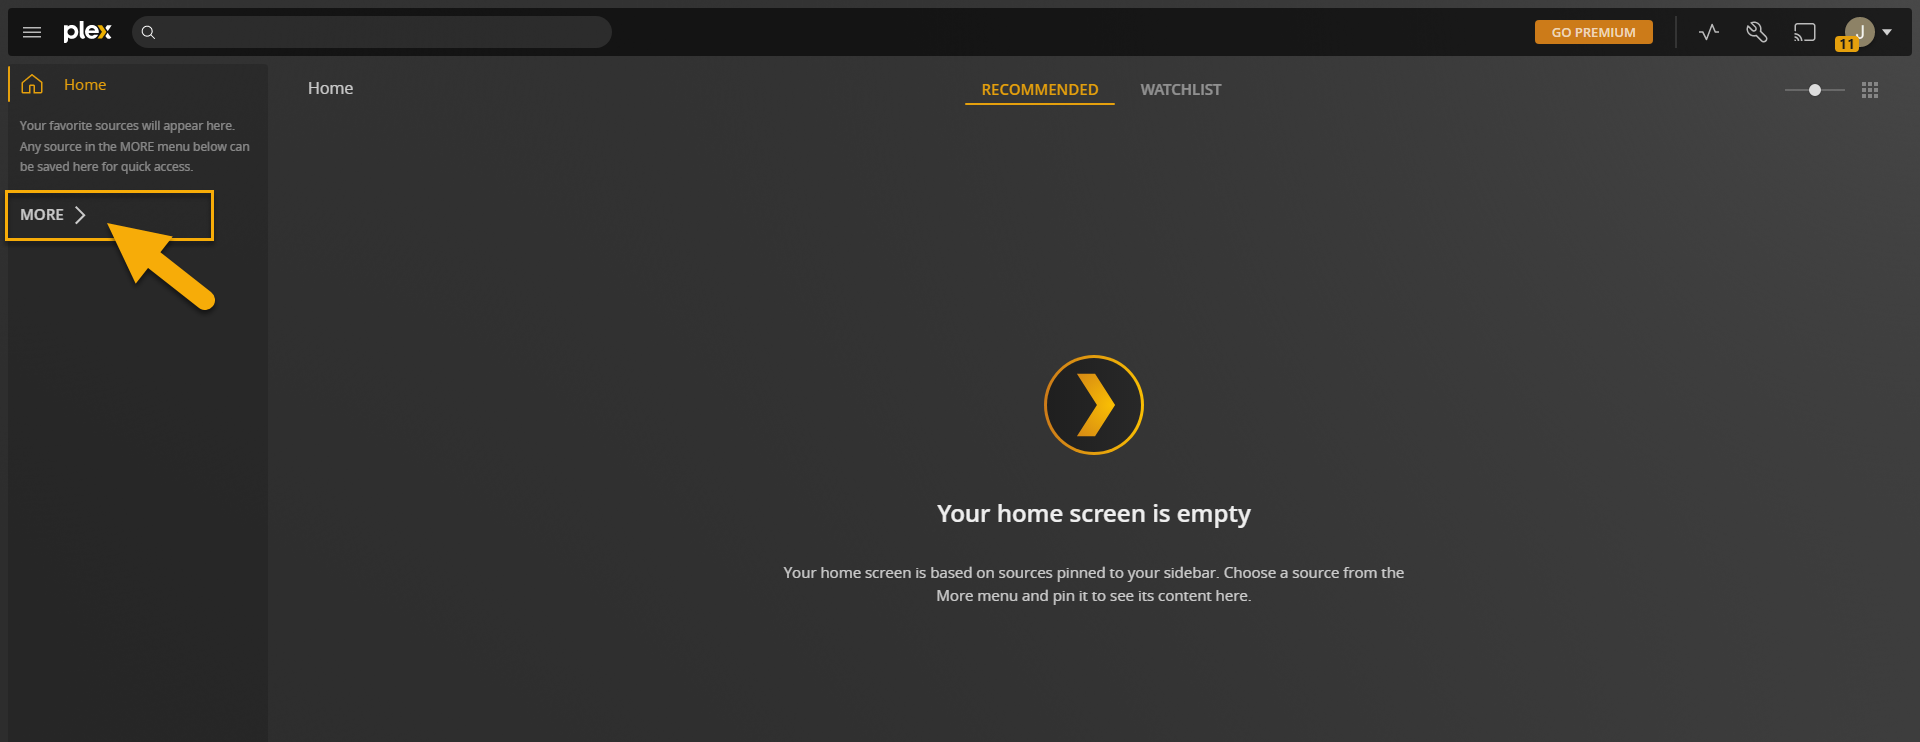 plex
GO PREMIUM
J
11
Home
Home
RECOMMENDED
WATCHLIST
Your favorite sources will appear here.
Any source in the MORE menu below can
be saved here for quick access.
MORE
Your home screen is empty
Your home screen is based on sources pinned to your sidebar. Choose a source from the
More menu and pin it to see its content here.